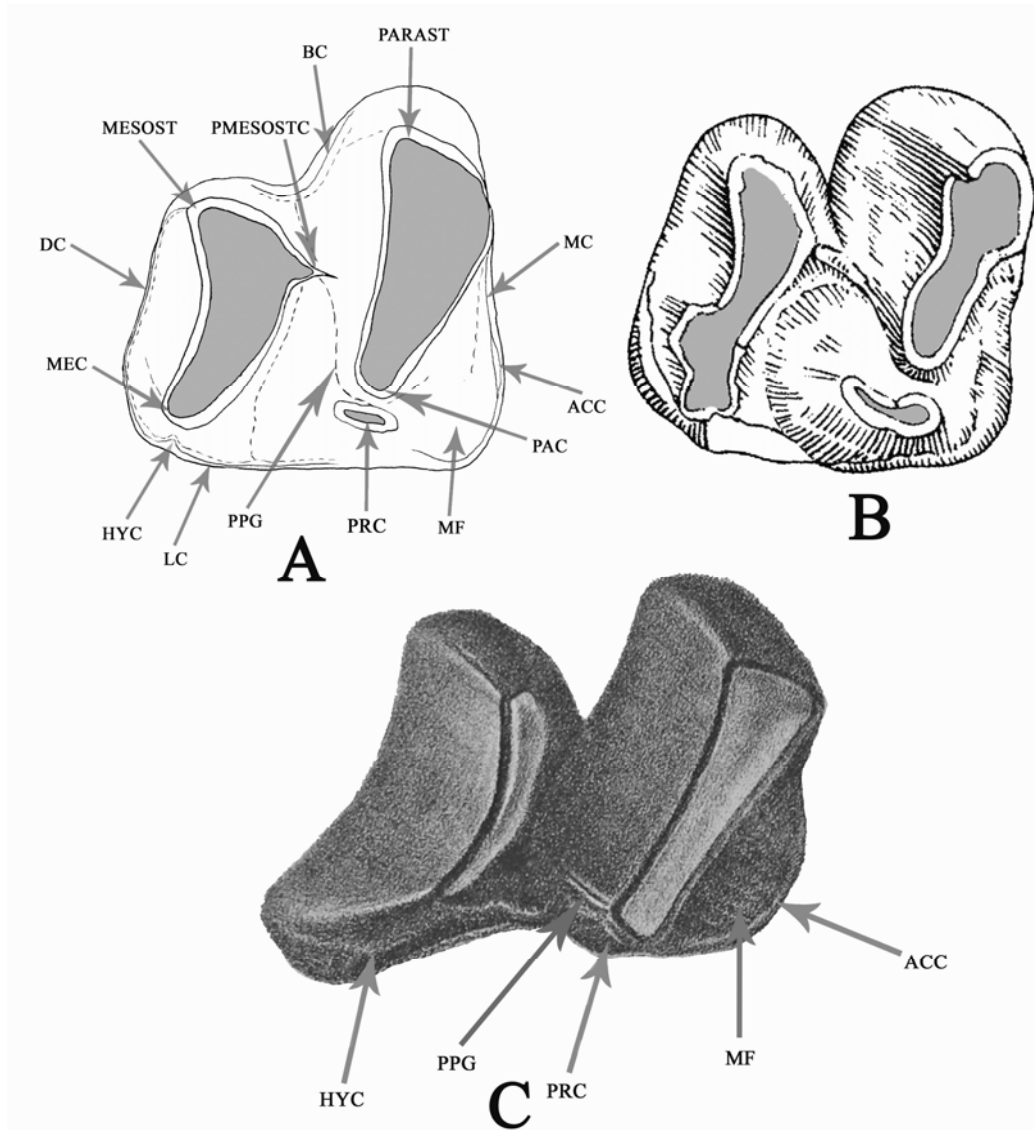 PARAST
BC
MESOST
PMESOSTC
DC
MC
MEC
ACC
PAC
HYC
LC
PPG
PRC
MF
A
B
ACC
MF
PPG
PRC
HYC
C